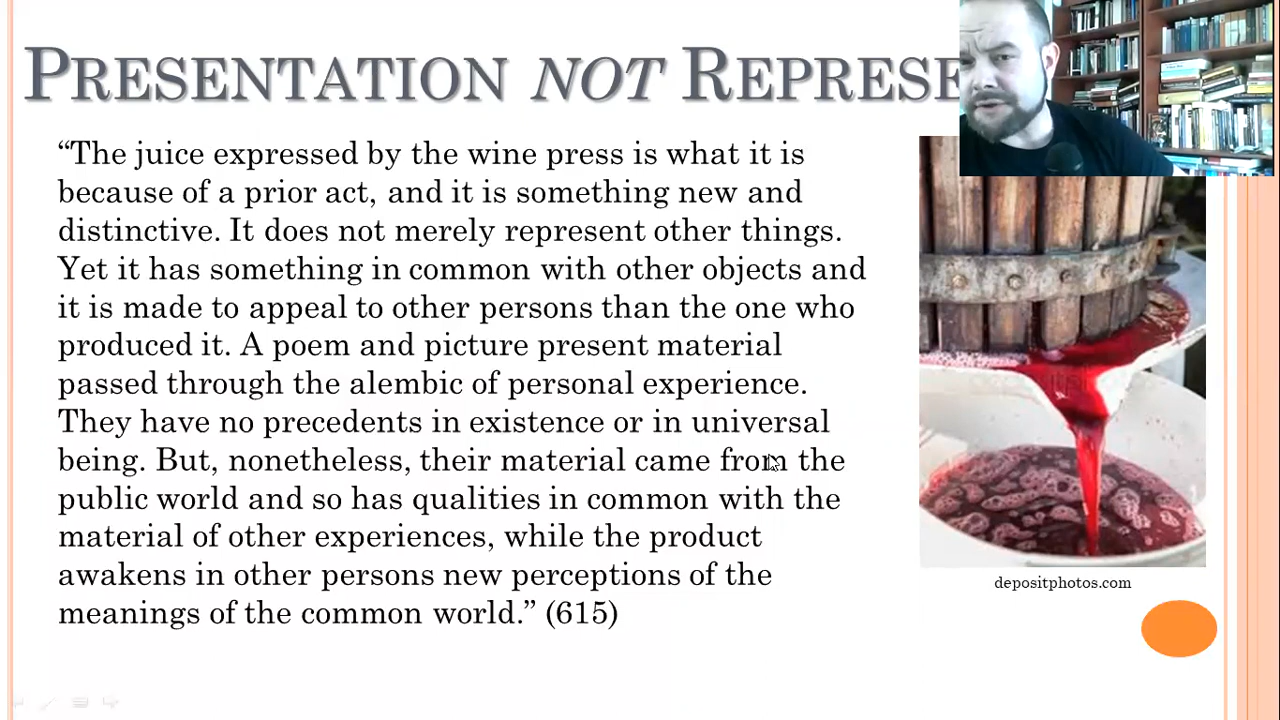 PRESENTATION NOT REPRESE
“The juice expressed by the wine press is what it is
because of a prior act, and it is something new and
distinctive. It does not merely represent other things.
Yet it has something in common with other objects and
it is made to appeal to other persons than the one who
produced it. A poem and picture present material
passed through the alembic of personal experience.
They have no precedents in existence or in universal
being. But, nonetheless, their material came from the
public world and so has qualities in common with the
material of other experiences, while the product
awakens in other persons new perceptions of the
meanings of the common world.” (615)
depositphotos.com